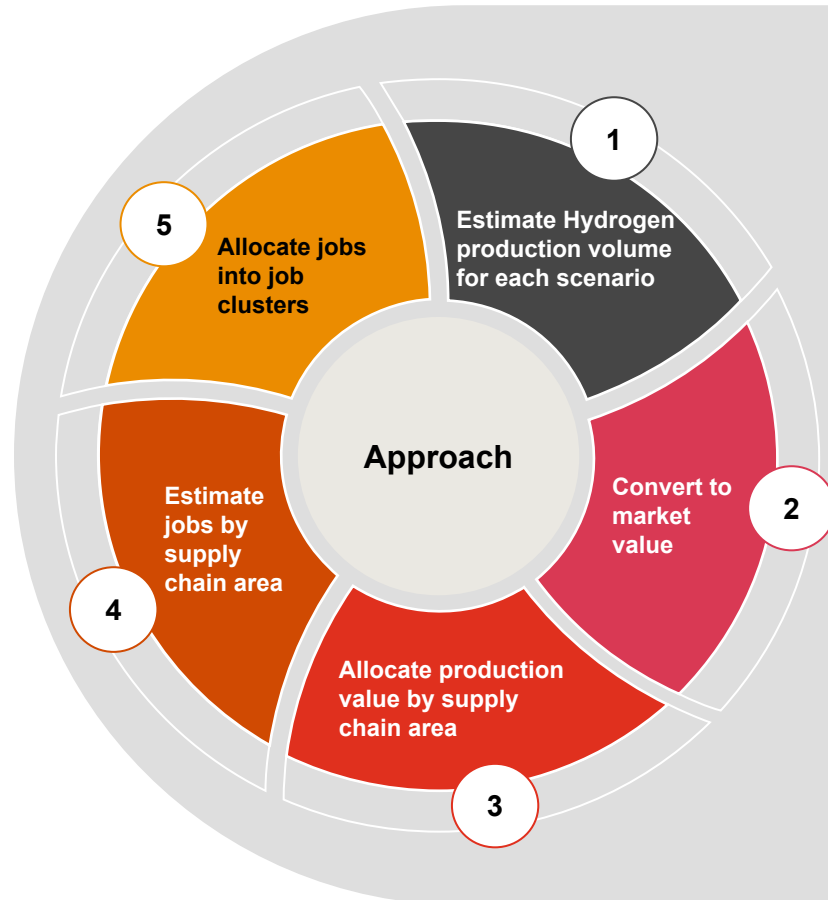 Approach
1
Estimate Hydrogen
production volume
for each scenario
2
Convert to
market
value
3
Allocate production
value by supply
chain area
4
Estimate
jobs by
supply
chain area
5
Allocate jobs
into job
clusters